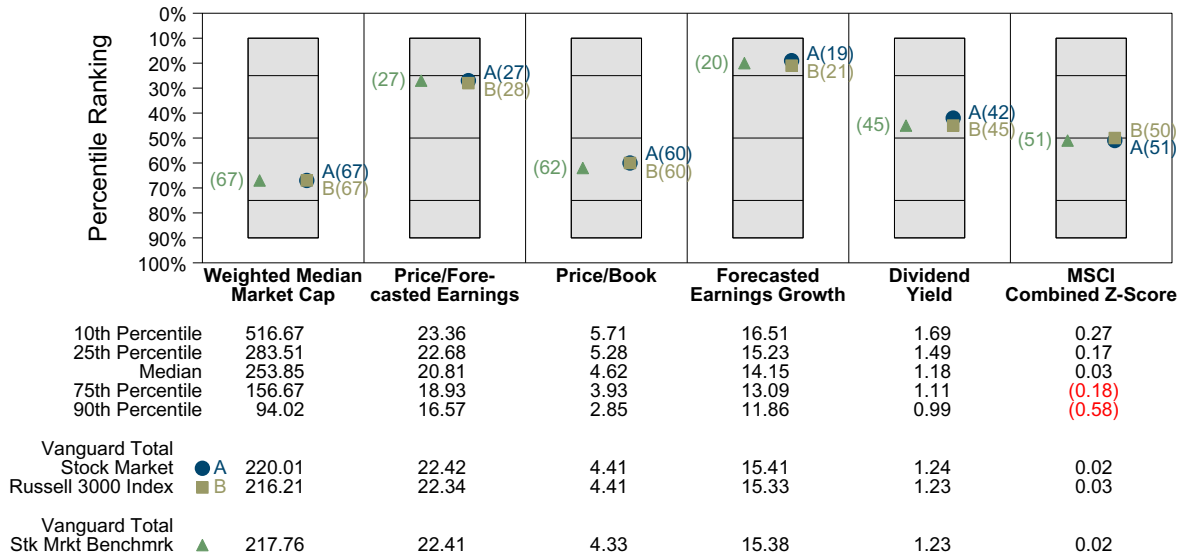 Percentile Ranking
0%
10%
20%
30%
40%
50%
60%
70%
80%
90%
100%
(67) A(67)
B(67)
(27) A(27)
B(28)
(62) A(60)
B(60)
(20) A(19)
B(21)
(45) A(42)
B(45)
(51) B(50)
A(51)
Weighted Median
Market Cap
Price/Fore-
casted Earnings
Price/Book
Forecasted
Earnings Growth
Dividend
Yield
MSCI
Combined Z-Score
10th Percentile 516.67 23.36 5.71 16.51 1.69 0.27
25th Percentile 283.51 22.68 5.28 15.23 1.49 0.17
Median 253.85 20.81 4.62 14.15 1.18 0.03
75th Percentile 156.67 18.93 3.93 13.09 1.11 (0.18)
90th Percentile 94.02 16.57 2.85 11.86 0.99 (0.58)
Vanguard Total
Stock Market A 220.01 22.42 4.41 15.41 1.24 0.02
Russell 3000 Index B 216.21 22.34 4.41 15.33 1.23 0.03
Vanguard Total
Stk Mrkt Benchmrk 217.76 22.41 4.33 15.38 1.23 0.02